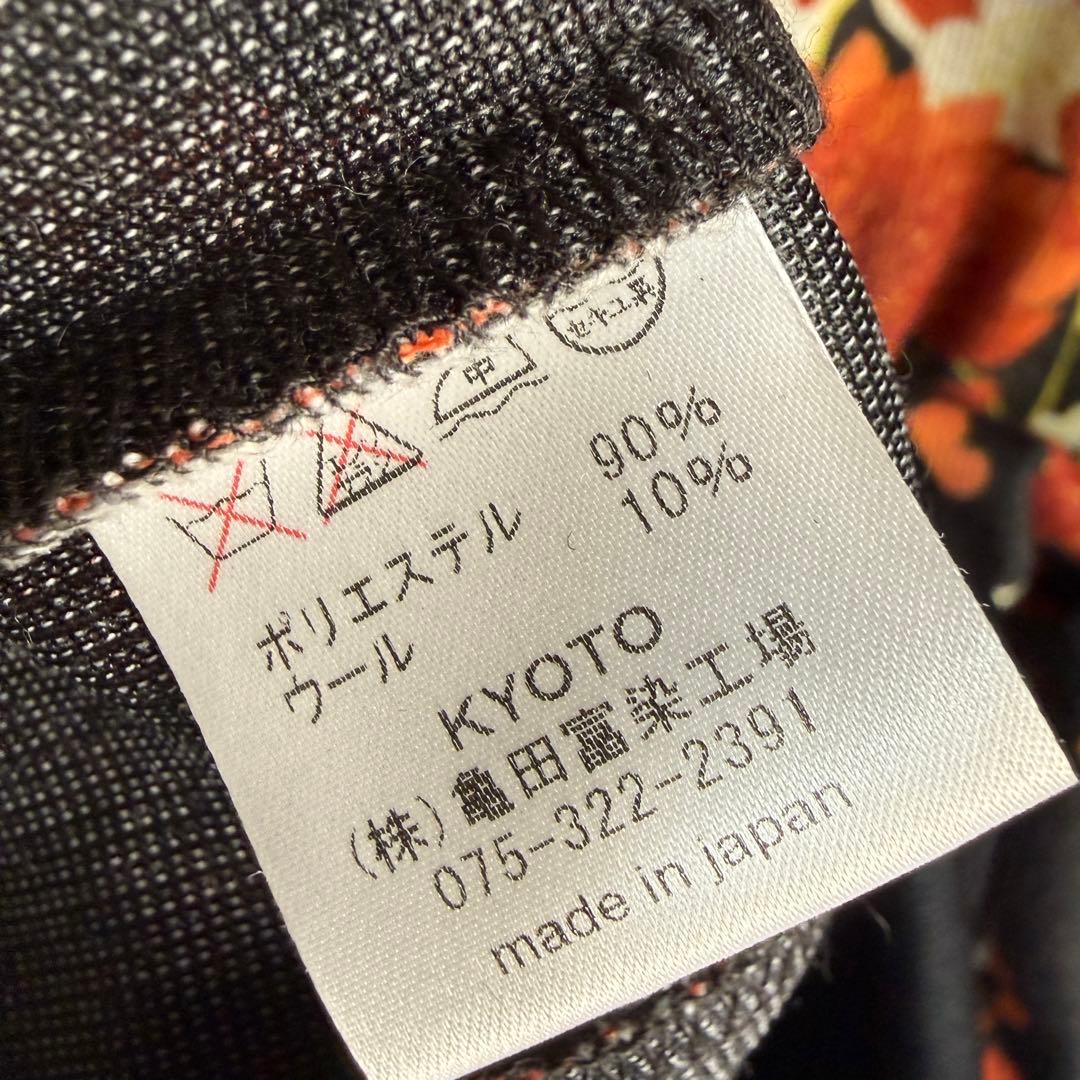 中
セキユ系
ポリエステル 90%
ウール 10%
KYOTO
(株)亀田富染工場
075-322-2391
made in japan